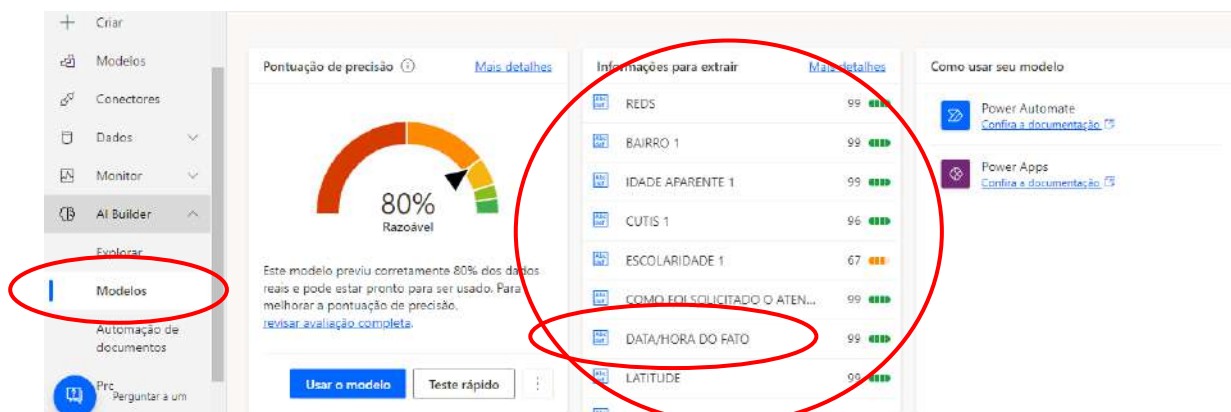 Criar
Modelos
Conectores
Dados
Monitor
AI Builder
Explorar
Modelos
Automação de
documentos
Perguntar a um
Pontuação de precisão
Mais detalhes
80%
Razoável
Este modelo previu corretamente 80% dos dados
reais e pode estar pronto para ser usado. Para
melhorar a pontuação de precisão,
revisar avaliação completa.
Usar o modelo
Teste rápido
Informações para extrair
Mais detalhes
REDS 99
BAIRRO 1 99
IDADE APARENTE 1 99
CUTIS 1 96
ESCOLARIDADE 1 67
COMO FOI SOLICITADO O ATEN... 99
DATA/HORA DO FATO 99
LATITUDE 99
Como usar seu modelo
Power Automate
Confira a documentação
Power Apps
Confira a documentação